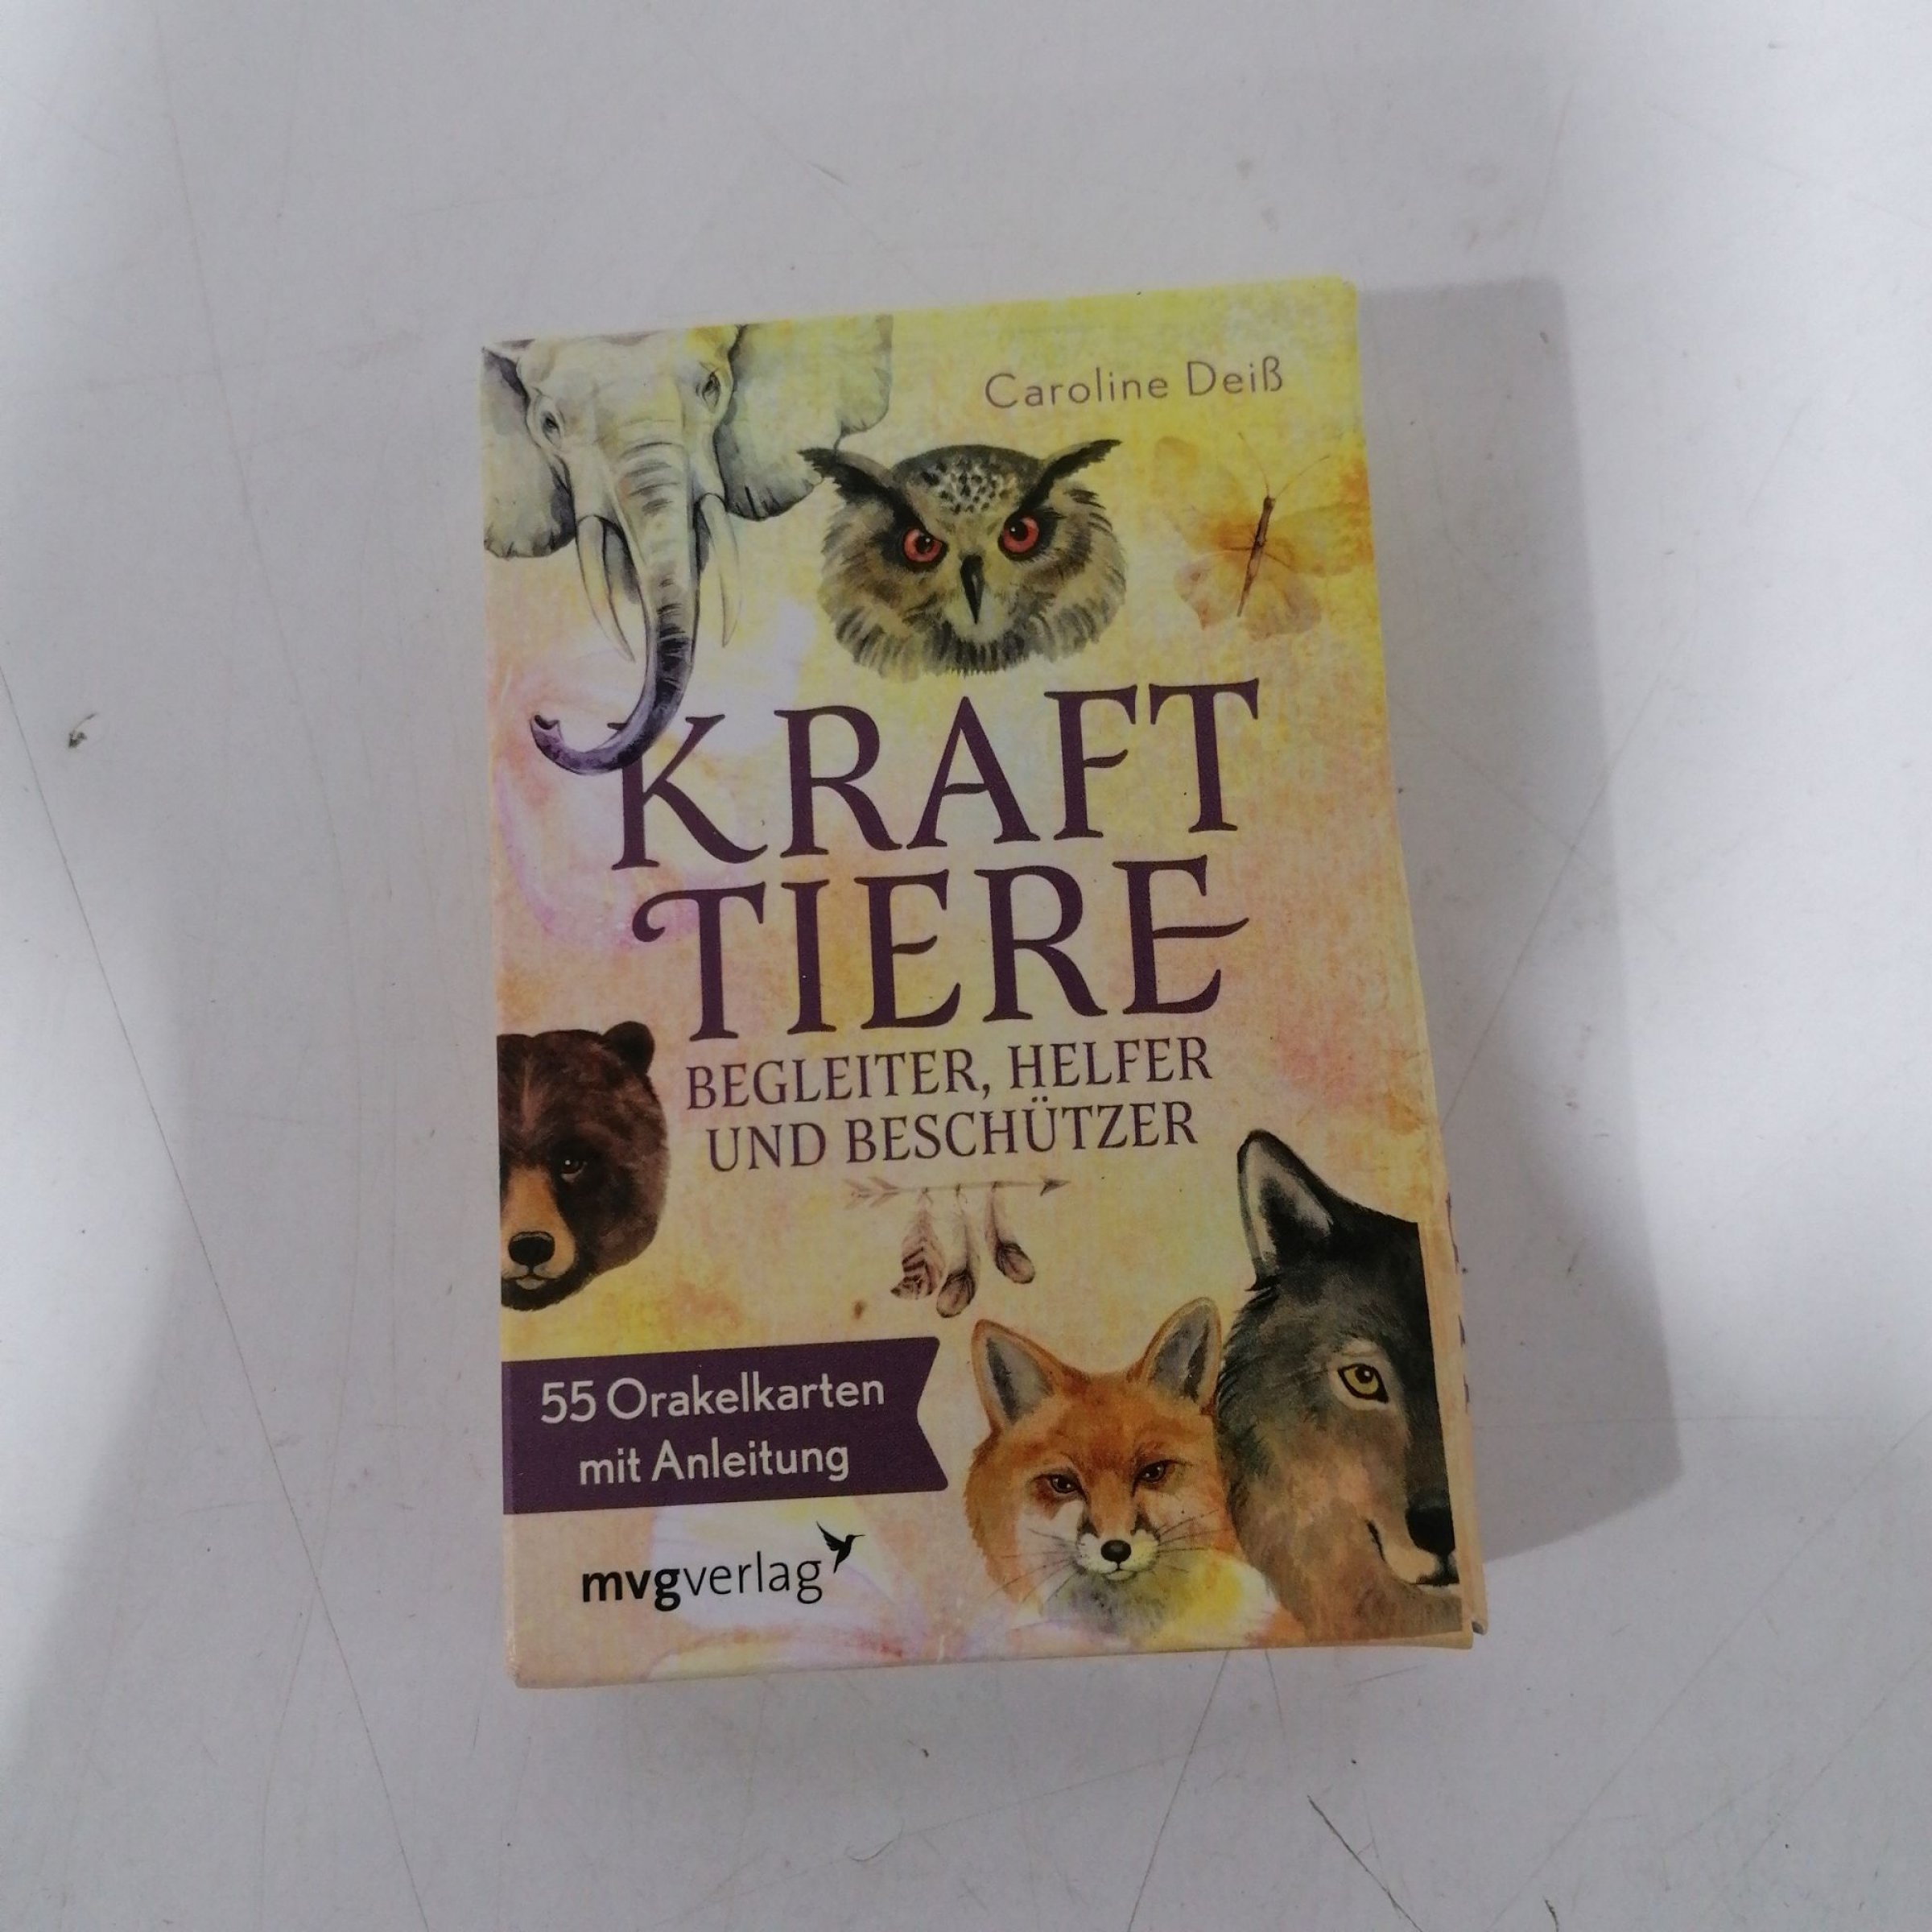 Caroline Deiß
KRAFT
TIERE
BEGLEITER, HELFER
UND BESCHÜTZER
55 Orakelkarten
mit Anleitung
mvgverlag